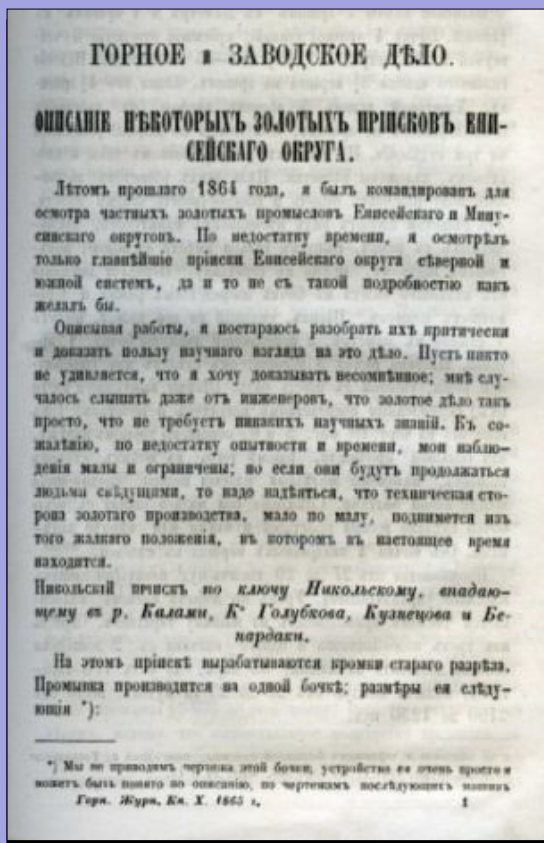 ГОРНОЕ и ЗАВОДСКОЕ ДѢЛО.
ОПИСАНІЕ НѢКОТОРЫХЪ ЗОЛОТЫХЪ ПРІИСКОВЪ ЕНИ-
СЕЙСКАГО ОКРУГА.
Лѣтомъ прошлаго 1864 года, я былъ командированъ для
осмотра частныхъ золотыхъ промысловъ Енисейскаго и Мину-
синскаго округовъ. По недостатку времени, я осмотрѣлъ
только главнѣйшіе пріиски Енисейскаго округа сѣверной и
южной системъ, да и то не съ такой подробностію какъ
желалъ бы.
Описывая работы, я постараюсь разобрать ихъ критически
и доказать пользу научнаго взгляда на это дѣло. Пусть никто
не удивляется, что я хочу доказывать несомнѣнное; мнѣ слу-
чалось слышать даже отъ инженеровъ, что золотое дѣло такъ
просто, что не требуетъ никакихъ научныхъ знаній. Къ со-
жалѣнію, по недостатку опытности и времени, мои наблю-
денія малы и ограничены; но если они будутъ продолжаться
людьми свѣдущими, то надо надѣяться, что техническая сто-
рона золотаго производства, мало по малу, поднимется изъ
того жалкаго положенія, въ которомъ въ настоящее время
находится.
Никольскій пріискъ по ключу Никольскому, впадаю-
щему въ р. Калами, Ко Голубкова, Кузнецова и Бе-
нардаки.
На этомъ пріискѣ вырабатываются кромки стараго разрѣза.
Промывка производится на одной бочкѣ; размѣры ея слѣду-
ющія *):
*) Мы не приводимъ чертежа этой бочки; устройство ея очень просто и
можетъ быть понято по описанію, по чертежамъ послѣдующихъ машинъ
Горн. Журн. Кн. X. 1865 г. 1